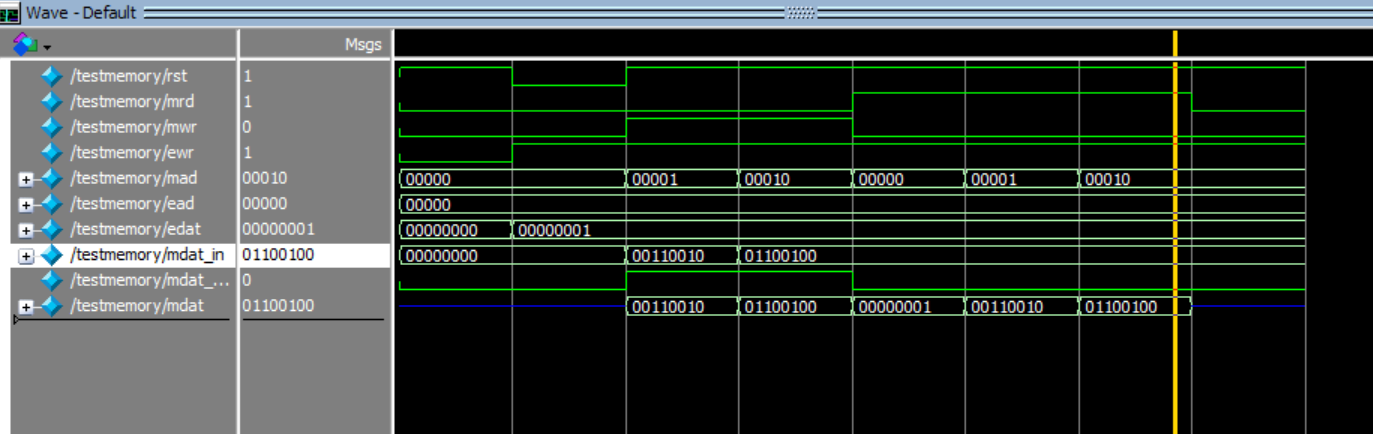 Wave - Default
Msgs
/testmemory/rst 1
/testmemory/mrd 1
/testmemory/mwr 0
/testmemory/ewr 1
/testmemory/mad 00010 00000 00001 00010 00000 00001 00010
/testmemory/ead 00000 00000
/testmemory/edat 00000001 00000000 00000001
/testmemory/mdat_in 01100100 00000000 00110010 01100100
/testmemory/mdat_... 0
/testmemory/mdat 01100100 00110010 01100100 00000001 00110010 01100100